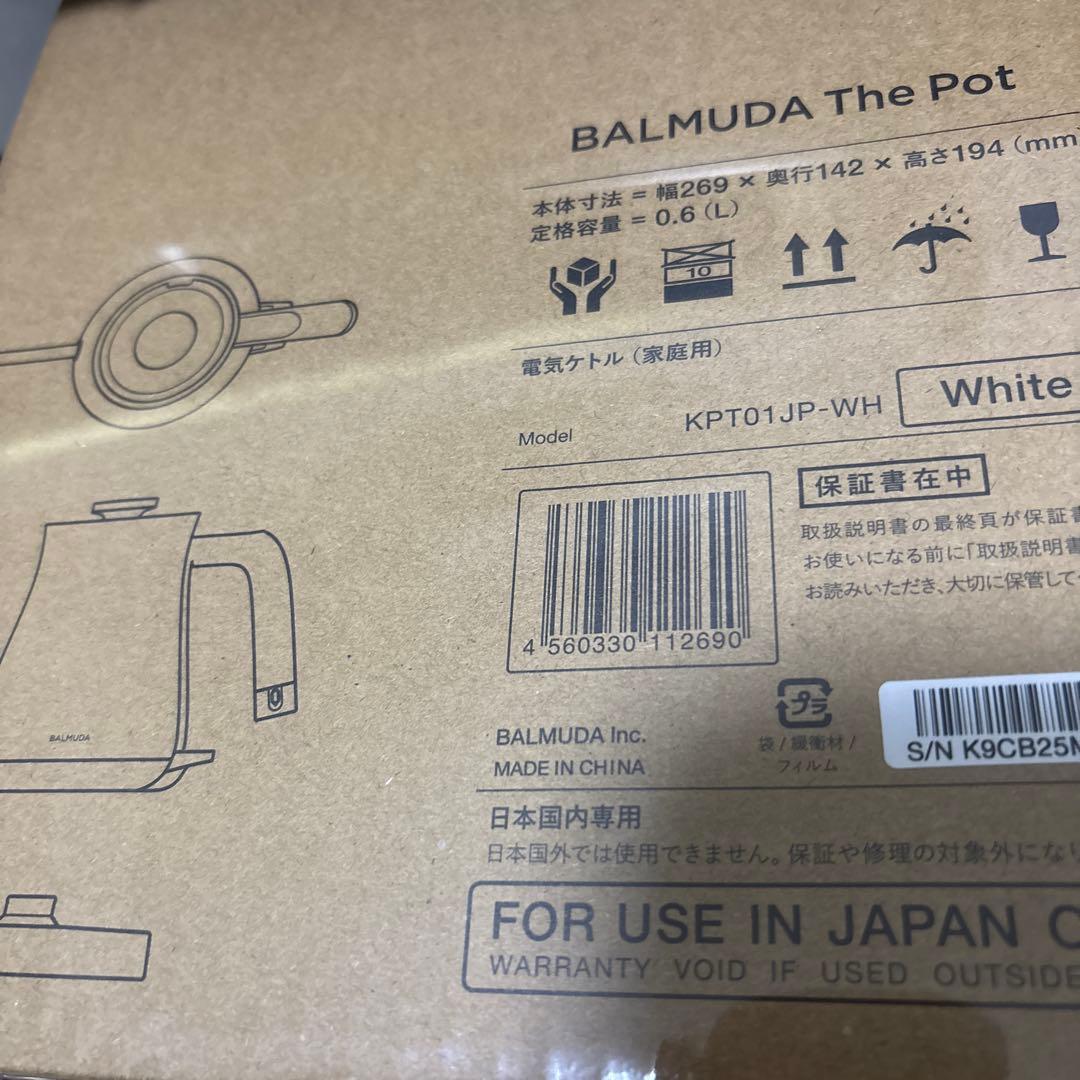 BALMUDA The Pot
本体寸法 = 幅269 × 奥行142 × 高さ194（mm
定格容量 = 0.6（L）
10
電気ケトル（家庭用）
Model KPT01JP-WH White
保証書在中
取扱説明書の最終頁が保証書
お使いになる前に「取扱説明書
お読みいただき、大切に保管して
4 560330 112690
プラ
袋 / 緩衝材 /
フィルム
S/N K9CB25M
BALMUDA
BALMUDA Inc.
MADE IN CHINA
日本国内専用
日本国外では使用できません。保証や修理の対象外になり
FOR USE IN JAPAN O
WARRANTY VOID IF USED OUTSIDE